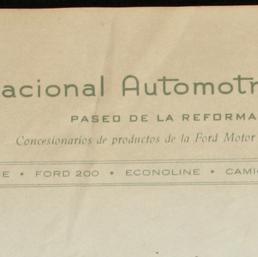 acional Automotr
PASEO DE LA REFORMA
Concesionarios de productos de la Ford Motor
E • FORD 200 • ECONOLINE • CAMI